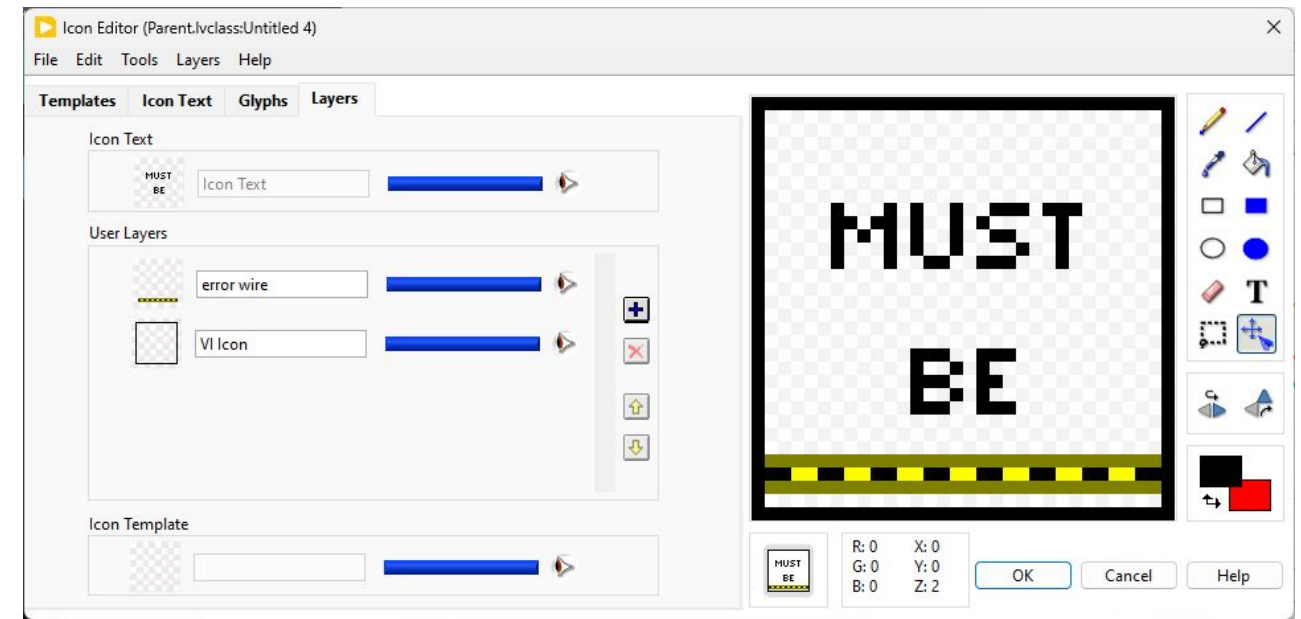 Icon Editor (Parent.lvclass:Untitled 4)
File Edit Tools Layers Help
Templates Icon Text Glyphs Layers
Icon Text
MUST
BE
Icon Text
User Layers
error wire
VI Icon
Icon Template
MUST
BE
T
MUST
BE
R: 0 X: 0
G: 0 Y: 0
B: 0 Z: 2
OK Cancel Help